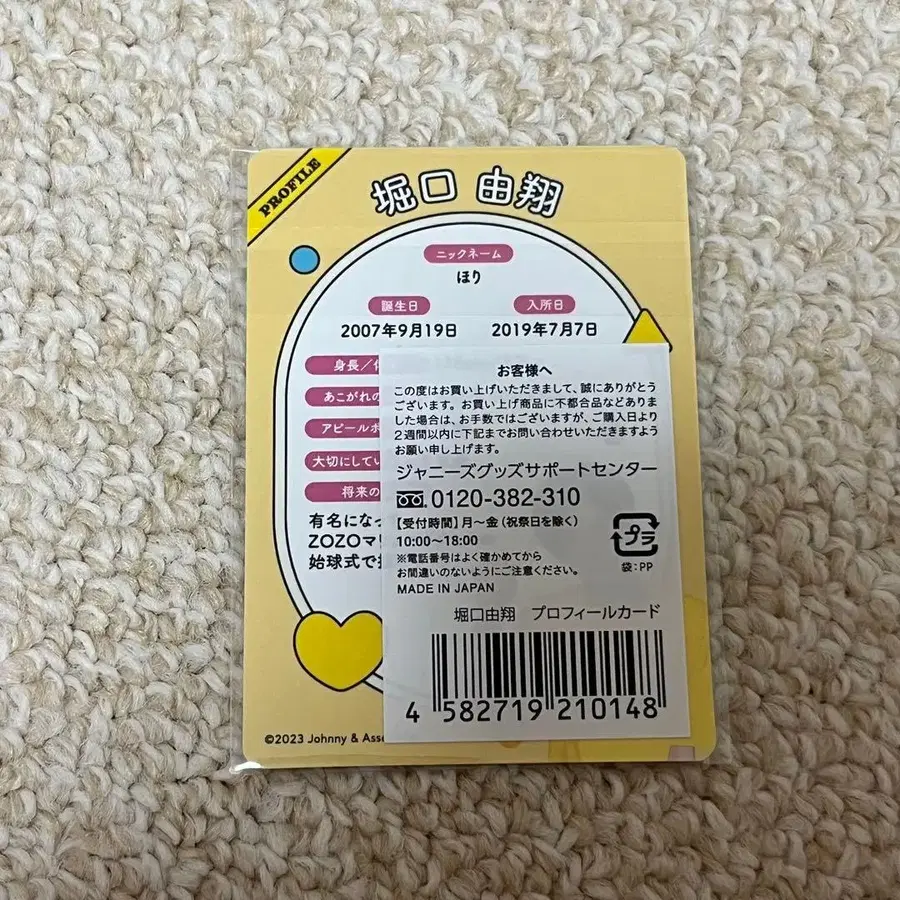 PROFILE
堀口 由翔
ニックネーム
ほり
誕生日 入所日
2007年9月19日 2019年7月7日
身長/
あこがれの
アピールポ
大切にしてい
将来の
有名になっ
ZOZOマリ
始球式で
お客様へ
この度はお買い上げいただきまして、誠にありがとう
ございます。お買い上げ商品に不都合品などありま
した場合は、お手数ではございますが、ご購入日より
2週間以内に下記までお問い合わせいただきますよう
お願い申し上げます。
ジャニーズグッズサポートセンター
0120-382-310
【受付時間】月〜金(祝祭日を除く)
10:00〜18:00
※電話番号はよく確かめてから
お間違いのないようにご注意ください。
MADE IN JAPAN
プラ
袋:PP
堀口由翔 プロフィールカード
4 582719 210148
©2023 Johnny & Asso